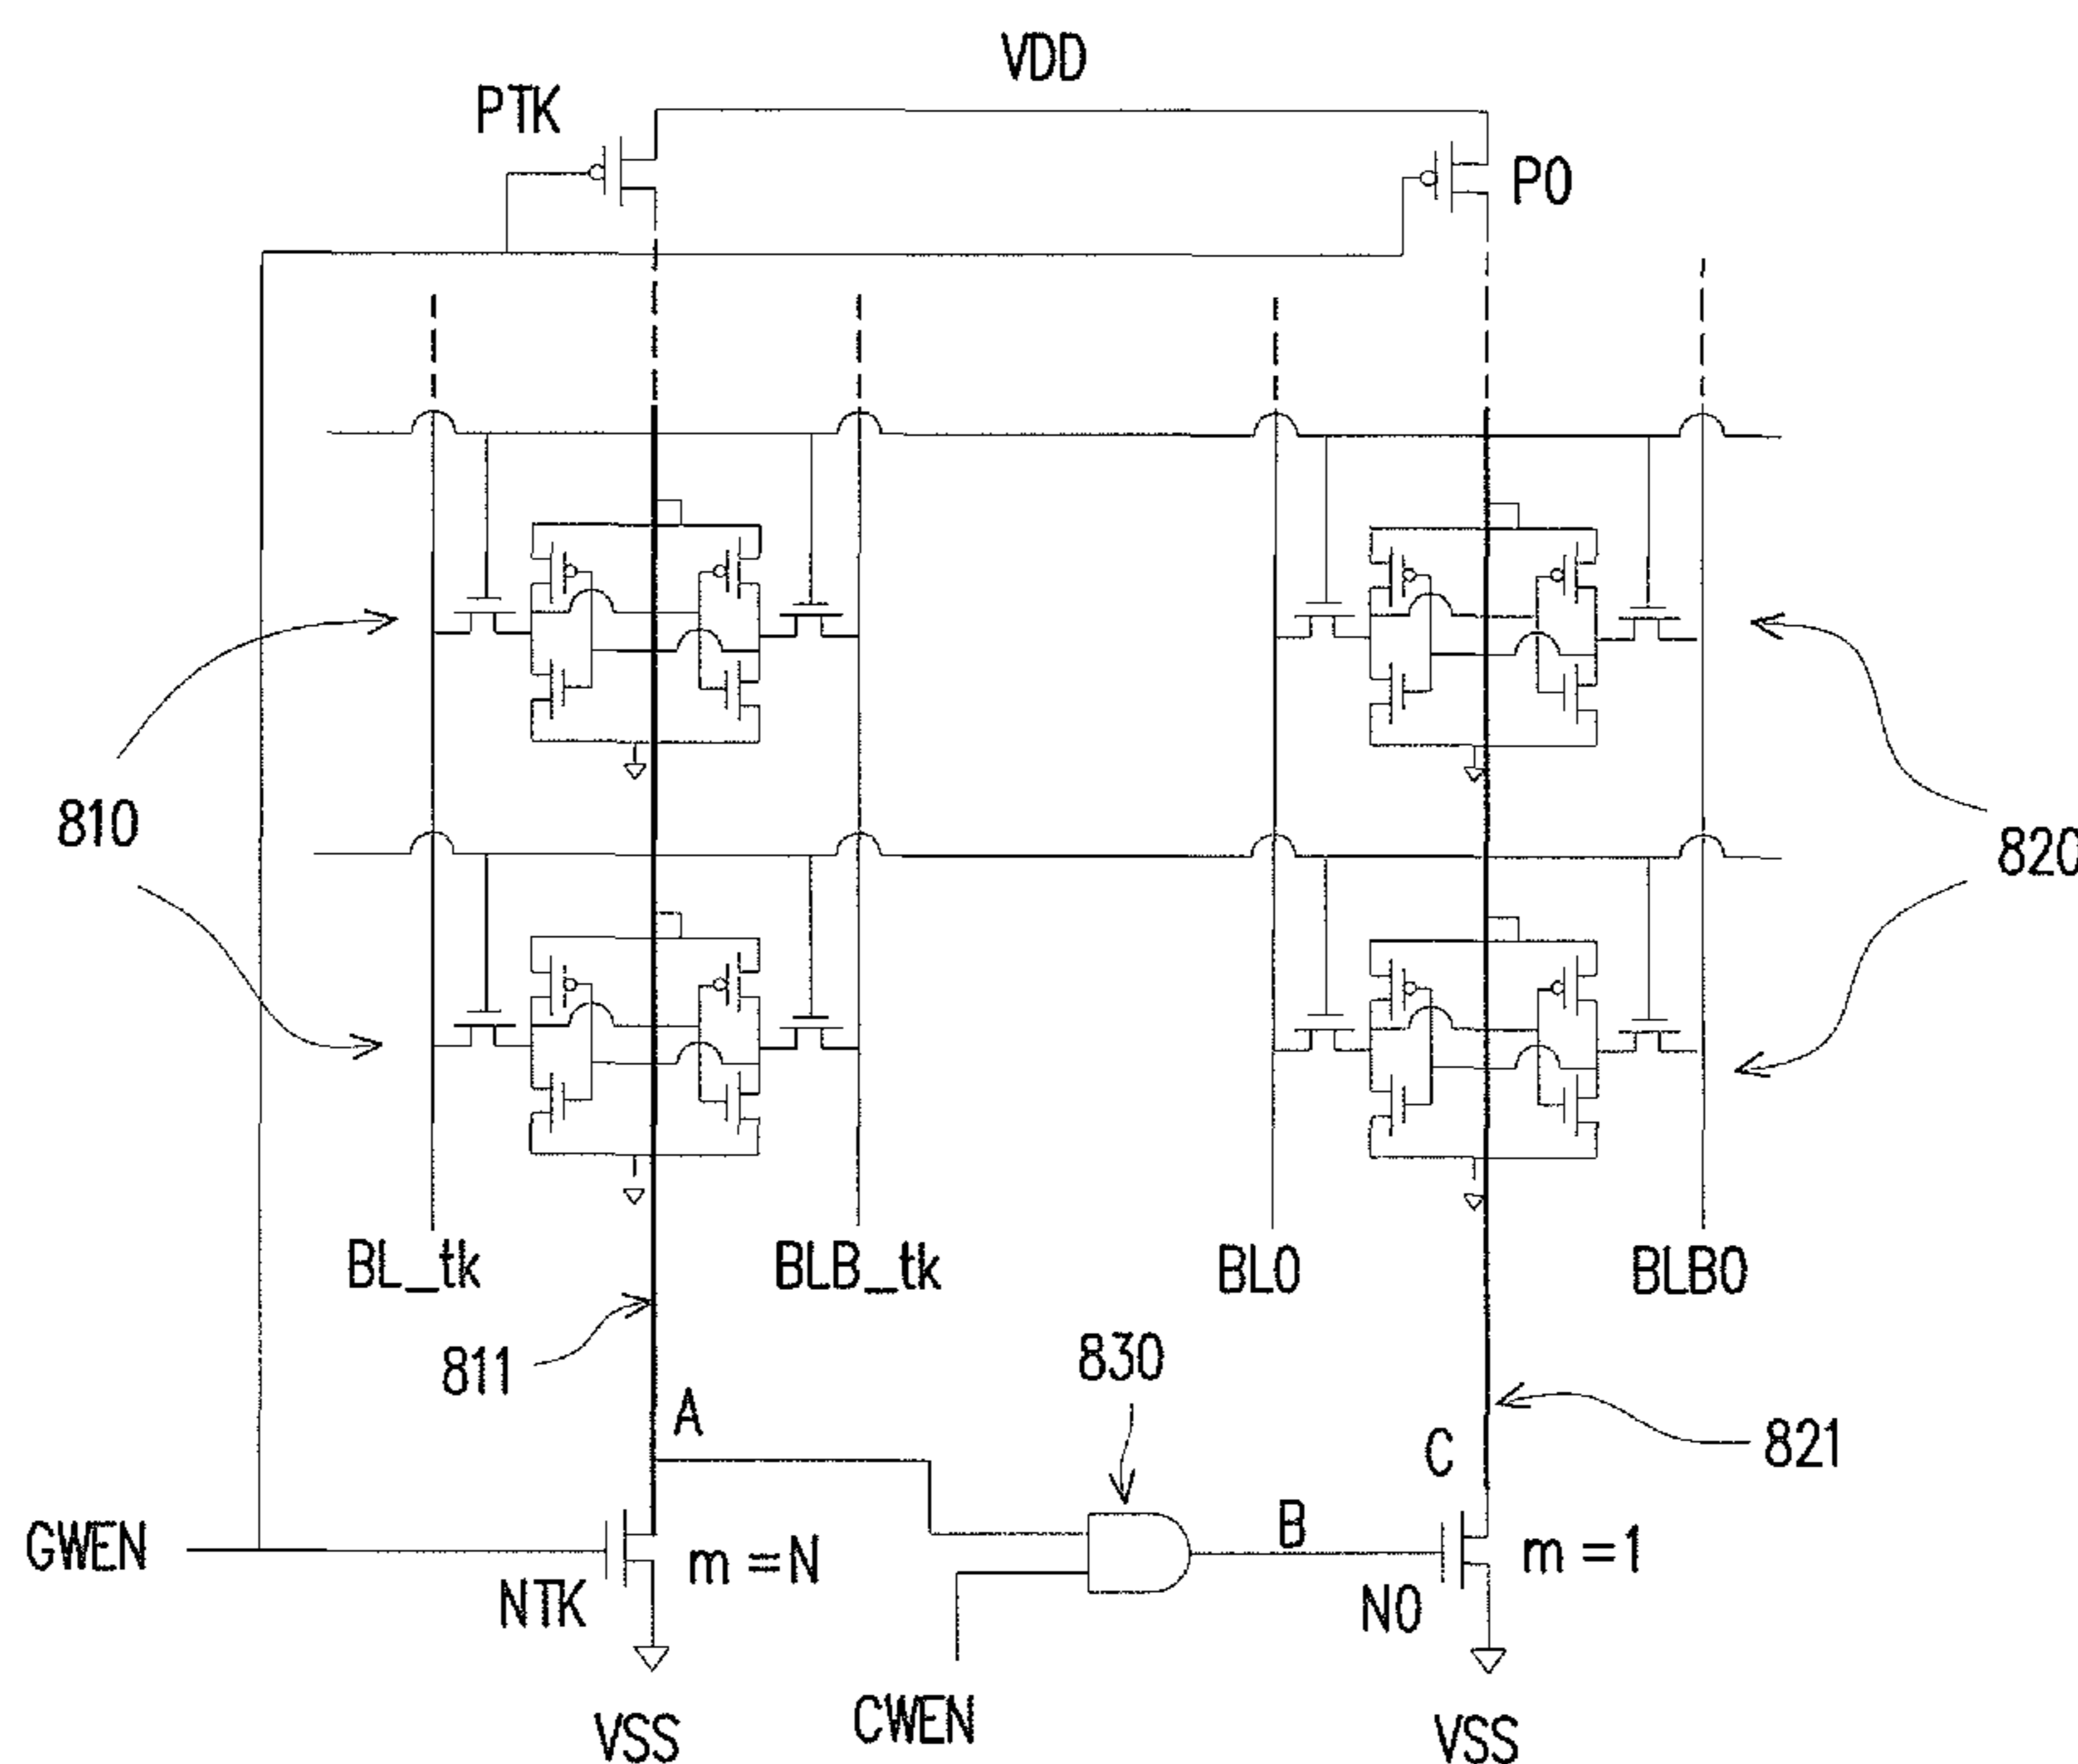 VDD
PTK
P0
810
820
BL_tk
BLB_tk
BL0
BLB0
811
830
A
C
821
B
GWEN
m=N
m=1
NTK
N0
CWEN
VSS
VSS